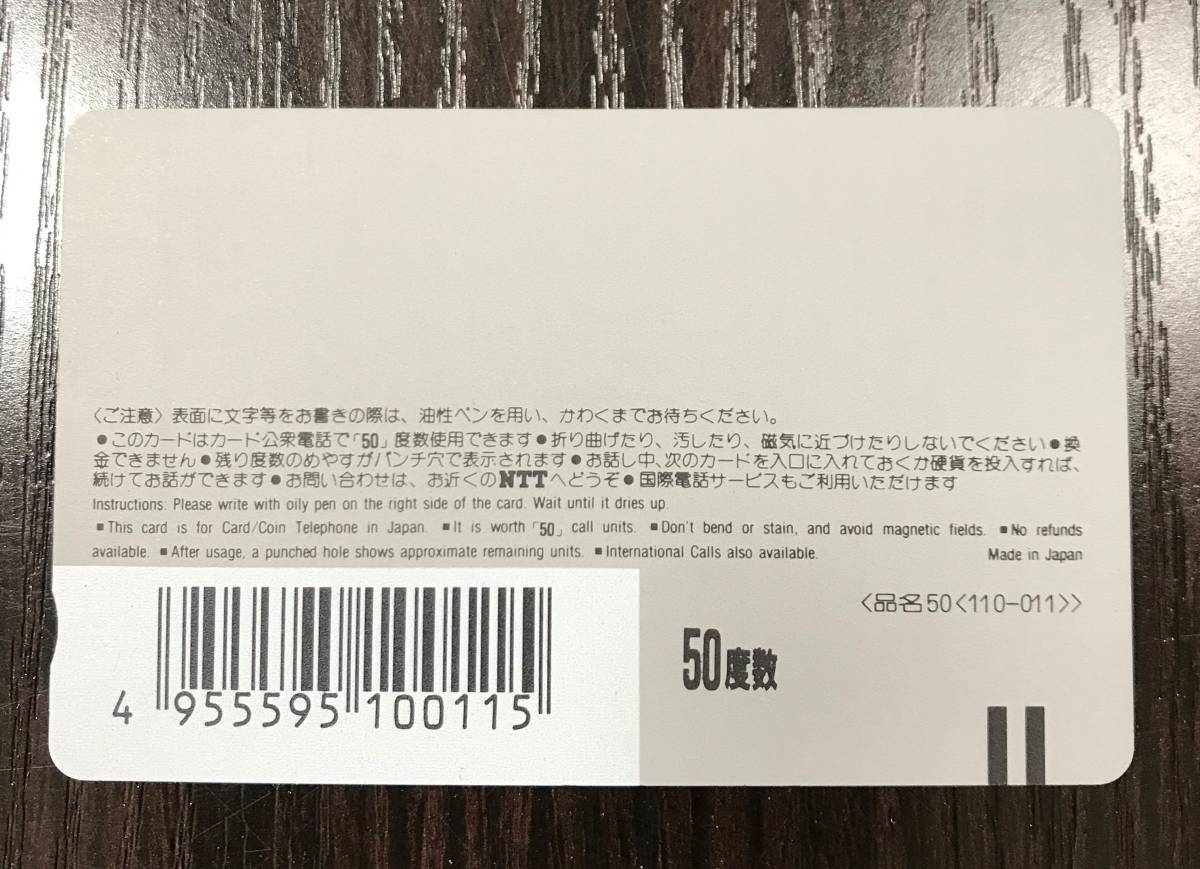 〈ご注意〉表面に文字等をお書きの際は、油性ペンを用い、かわくまでお待ちください。
●このカードはカード公衆電話で「50」度数使用できます●折り曲げたり、汚したり、磁気に近づけたりしないでください●換
金できません●残り度数のめやすがパンチ穴で表示されます●お話し中、次のカードを入口に入れておくか硬貨を投入すれば、
続けてお話ができます●お問い合わせは、お近くのNTTへどうぞ●国際電話サービスもご利用いただけます
Instructions: Please write with oily pen on the right side of the card. Wait until it dries up.
■This card is for Card/Coin Telephone in Japan. ■It is worth「50」call units. ■Don't bend or stain, and avoid magnetic fields. ■No refunds
available. ■After usage, a punched hole shows approximate remaining units. ■International Calls also available. Made in Japan
〈品名50〈110-011〉〉
50度数
4 955595 100115